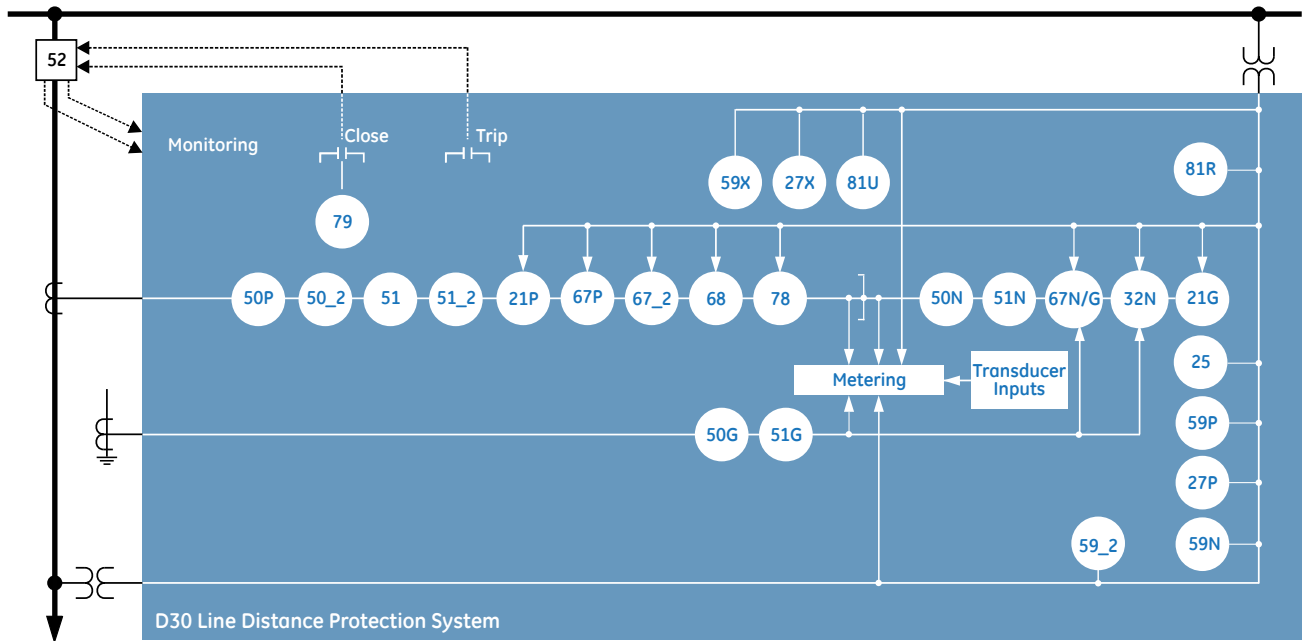 52
Monitoring
Close
Trip
59X
27X
81U
81R
79
50P
50_2
51
51_2
21P
67P
67_2
68
78
50N
51N
67N/G
32N
21G
Metering
Transducer
Inputs
25
50G
51G
59P
27P
59_2
59N
D30 Line Distance Protection System